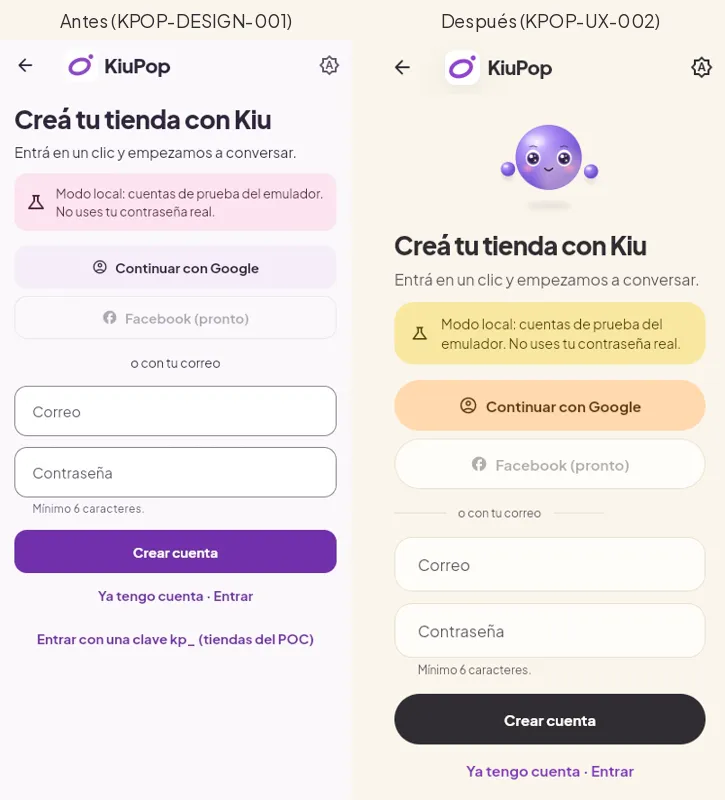 Antes (KPOP-DESIGN-001)
KiuPop
A
Creá tu tienda con Kiu
Entrá en un clic y empezamos a conversar.
Modo local: cuentas de prueba del emulador.
No uses tu contraseña real.
Continuar con Google
Facebook (pronto)
o con tu correo
Correo
Contraseña
Mínimo 6 caracteres.
Crear cuenta
Ya tengo cuenta · Entrar
Entrar con una clave kp_ (tiendas del POC)
Después (KPOP-UX-002)
KiuPop
A
Creá tu tienda con Kiu
Entrá en un clic y empezamos a conversar.
Modo local: cuentas de prueba del
emulador. No uses tu contraseña real.
Continuar con Google
Facebook (pronto)
o con tu correo
Correo
Contraseña
Mínimo 6 caracteres.
Crear cuenta
Ya tengo cuenta · Entrar